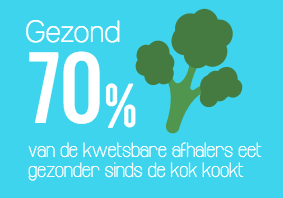 Gezond
70%
van de kwetsbare afhalers eet
gezonder sinds de kok kookt